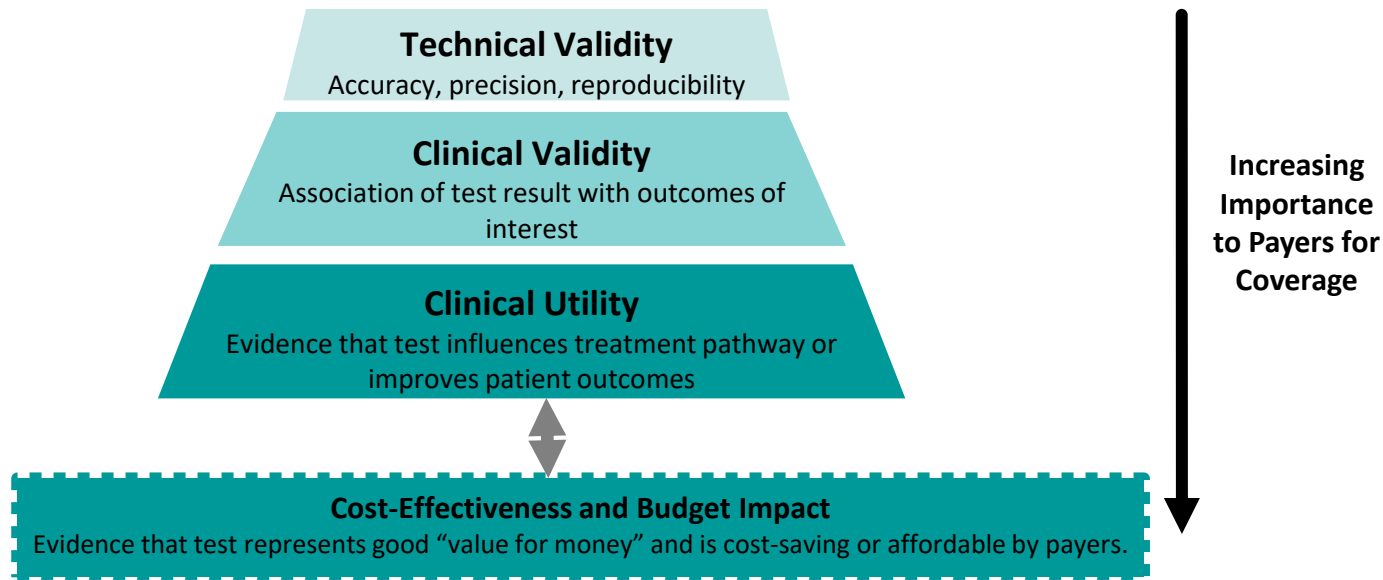 Technical Validity
Accuracy, precision, reproducibility
Clinical Validity
Association of test result with outcomes of
interest
Clinical Utility
Evidence that test influences treatment pathway or
improves patient outcomes
Cost-Effectiveness and Budget Impact
Evidence that test represents good “value for money” and is cost-saving or affordable by payers.
Increasing
Importance
to Payers for
Coverage